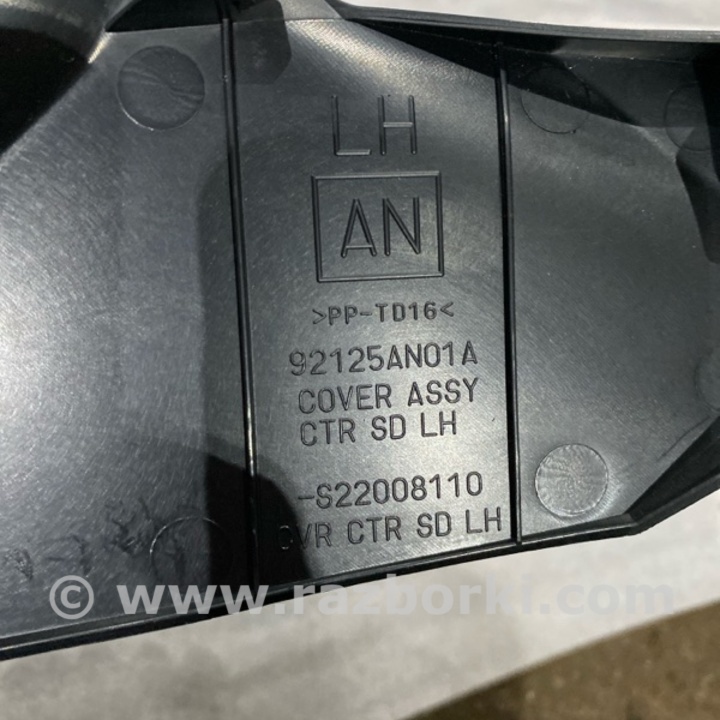 LH
AN
>PP-TD16<
92125AN01A
COVER ASSY
CTR SD LH
-S22008110
CVR CTR SD LH
© www.razborki.com